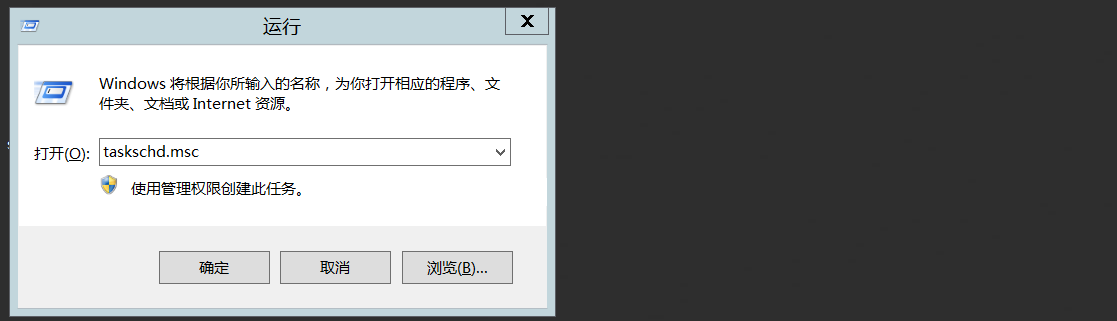 运行
Windows 将根据你所输入的名称，为你打开相应的程序、文
件夹、文档或 Internet 资源。
打开(O): taskschd.msc
使用管理权限创建此任务。
确定 取消 浏览(B)...